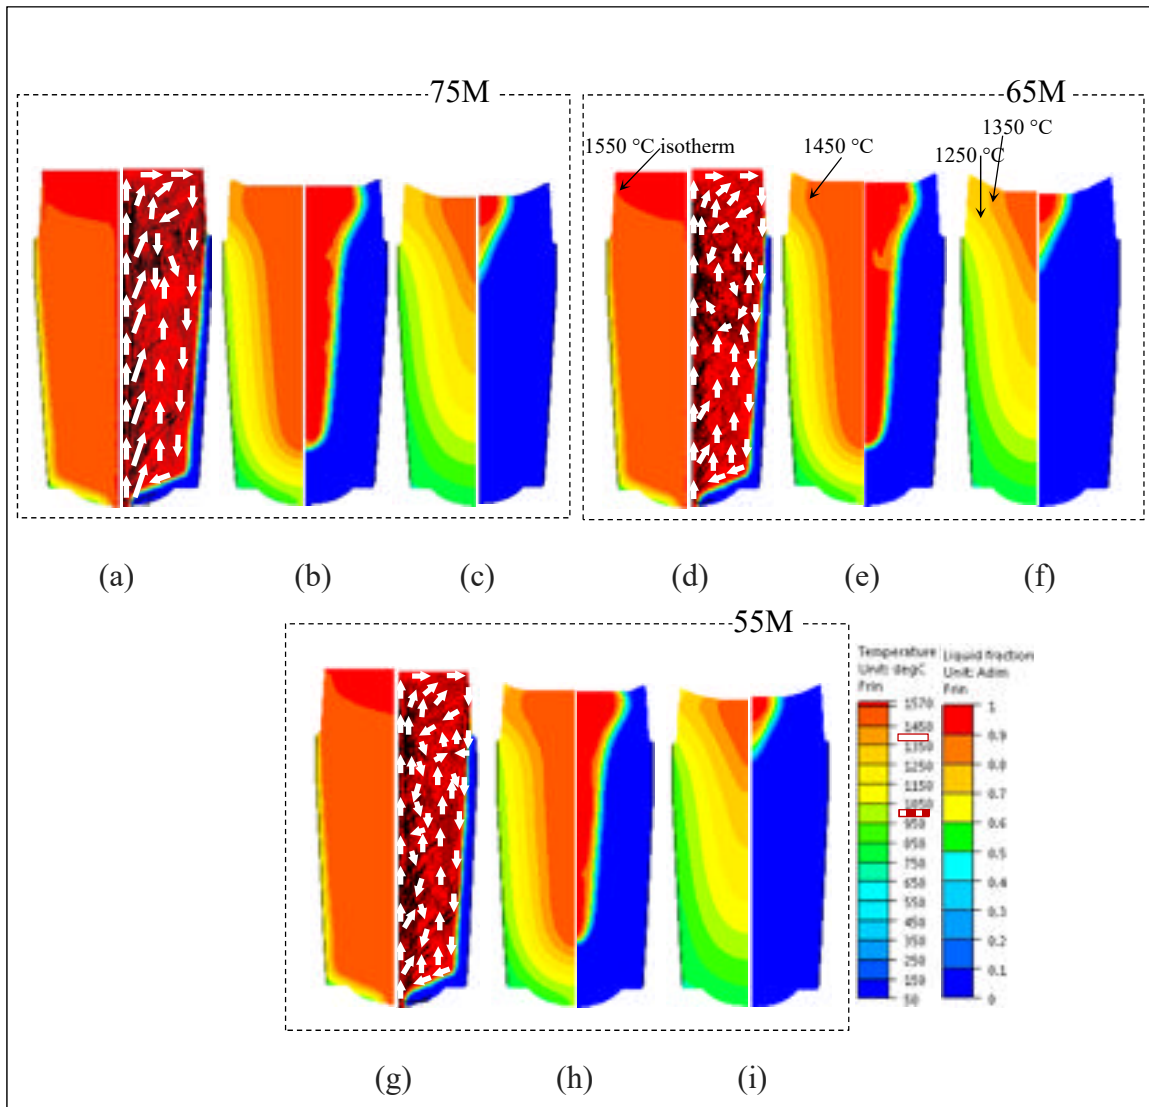 75M
65M
1350 °C
1550 °C isotherm
1450 °C
1250 °C
(a)
(b)
(c)
(d)
(e)
(f)
55M
Temperature
Unit: degC
Frin
1570
1450
1350
1250
1150
1050
950
850
750
650
550
450
350
250
150
50
Liquid fraction
Unit: Adim
Frin
1
0.9
0.8
0.7
0.6
0.5
0.4
0.3
0.2
0.1
0
(g)
(h)
(i)